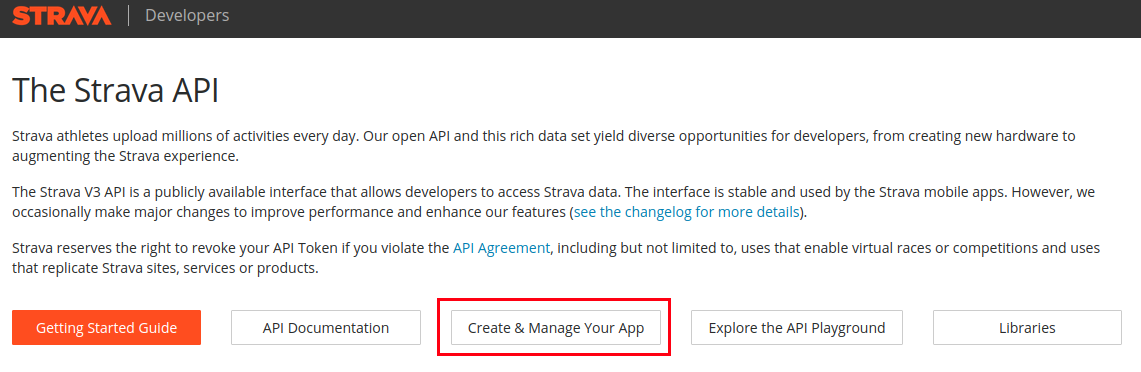 STRAVA Developers
The Strava API
Strava athletes upload millions of activities every day. Our open API and this rich data set yield diverse opportunities for developers, from creating new hardware to
augmenting the Strava experience.
The Strava V3 API is a publicly available interface that allows developers to access Strava data. The interface is stable and used by the Strava mobile apps. However, we
occasionally make major changes to improve performance and enhance our features (see the changelog for more details).
Strava reserves the right to revoke your API Token if you violate the API Agreement, including but not limited to, uses that enable virtual races or competitions and uses
that replicate Strava sites, services or products.
Getting Started Guide API Documentation Create & Manage Your App Explore the API Playground Libraries